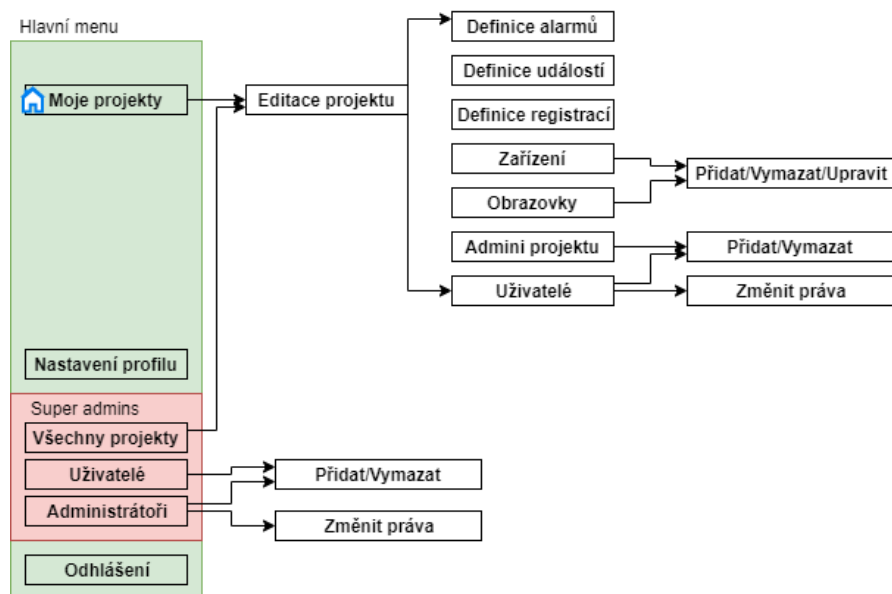 Hlavní menu
Moje projekty
Editace projektu
Definice alarmů
Definice událostí
Definice registrací
Zařízení
Obrazovky
Přidat/Vymazat/Upravit
Admini projektu
Přidat/Vymazat
Uživatelé
Změnit práva
Nastavení profilu
Super admins
Všechny projekty
Uživatelé
Přidat/Vymazat
Administrátoři
Změnit práva
Odhlášení